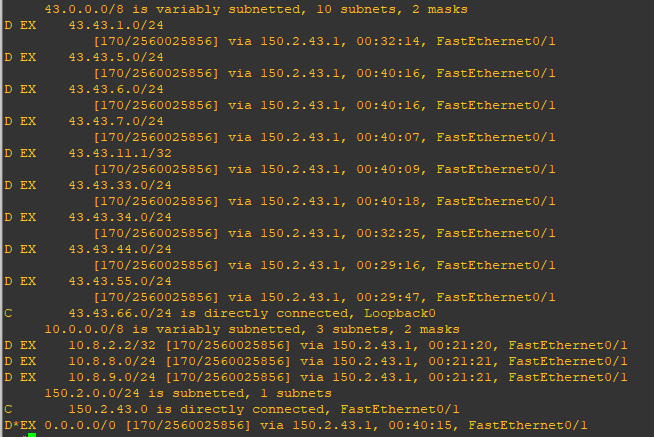 43.0.0.0/8 is variably subnetted, 10 subnets, 2 masks
D EX    43.43.1.0/24
[170/2560025856] via 150.2.43.1, 00:32:14, FastEthernet0/1
D EX    43.43.5.0/24
[170/2560025856] via 150.2.43.1, 00:40:16, FastEthernet0/1
D EX    43.43.6.0/24
[170/2560025856] via 150.2.43.1, 00:40:16, FastEthernet0/1
D EX    43.43.7.0/24
[170/2560025856] via 150.2.43.1, 00:40:07, FastEthernet0/1
D EX    43.43.11.1/32
[170/2560025856] via 150.2.43.1, 00:40:09, FastEthernet0/1
D EX    43.43.33.0/24
[170/2560025856] via 150.2.43.1, 00:40:18, FastEthernet0/1
D EX    43.43.34.0/24
[170/2560025856] via 150.2.43.1, 00:32:25, FastEthernet0/1
D EX    43.43.44.0/24
[170/2560025856] via 150.2.43.1, 00:29:16, FastEthernet0/1
D EX    43.43.55.0/24
[170/2560025856] via 150.2.43.1, 00:29:47, FastEthernet0/1
C       43.43.66.0/24 is directly connected, Loopback0
10.0.0.0/8 is variably subnetted, 3 subnets, 2 masks
D EX    10.8.2.2/32 [170/2560025856] via 150.2.43.1, 00:21:20, FastEthernet0/1
D EX    10.8.8.0/24 [170/2560025856] via 150.2.43.1, 00:21:21, FastEthernet0/1
D EX    10.8.9.0/24 [170/2560025856] via 150.2.43.1, 00:21:21, FastEthernet0/1
150.2.0.0/24 is subnetted, 1 subnets
C       150.2.43.0 is directly connected, FastEthernet0/1
D*EX 0.0.0.0/0 [170/2560025856] via 150.2.43.1, 00:40:15, FastEthernet0/1